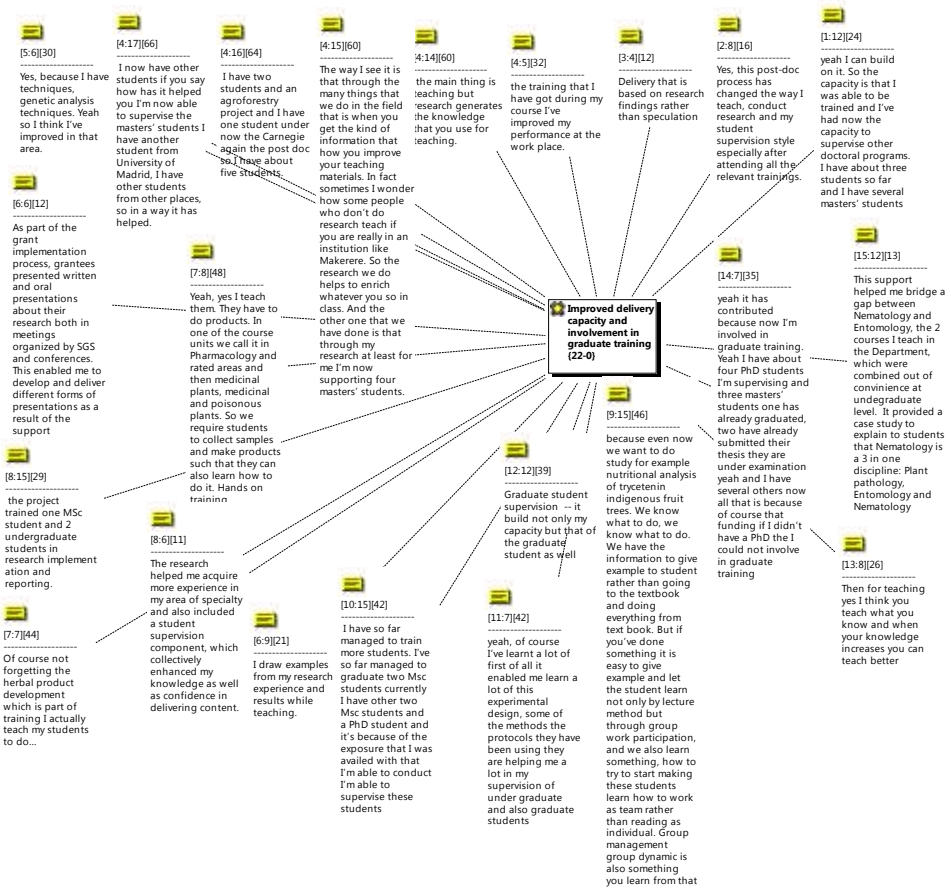 [5:6][30]
--------------------
Yes, because I have
techniques,
genetic analysis
techniques. Yeah
so I think I've
improved in that
area.
[4:17][66]
--------------------
I now have other
students if you say
how has it helped
you I'm now able
to supervise the
masters' students I
have another
student from
University of
Madrid, I have
other students
from other places,
so in a way it has
helped.
[4:16][64]
--------------------
I have two
students and an
agroforestry
project and I have
one student under
now the Carnegie
again the post doc
so I have about
five students.
[4:15][60]
--------------------
The way I see it is
that through the
many things that
we do in the field
that is when you
get the kind of
information that
how you improve
your teaching
materials. In fact
sometimes I wonder
how some people
who don't do
research teach if
you are really in an
institution like
Makerere. So the
research we do
helps to enrich
whatever you so in
class. And the
other one that we
have done is that
through my
research at least for
me I'm now
supporting four
masters' students.
4:14][60]
--------------------
the main thing is
teaching but
research generates
the knowledge
that you use for
teaching.
[4:5][32]
--------------------
the training that I
have got during my
course I've
improved my
performance at the
work place.
[3:4][12]
--------------------
Delivery that is
based on research
findings rather
than speculation
[2:8][16]
--------------------
Yes, this post-doc
process has
changed the way I
teach, conduct
research and my
student
supervision style
especially after
attending all the
relevant trainings.
[1:12][24]
--------------------
yeah I can build
on it. So the
capacity is that I
was able to be
trained and I've
had now the
capacity to
supervise other
doctoral programs.
I have about three
students so far
and I have several
masters' students
[6:6][12]
--------------------
As part of the
grant
implementation
process, grantees
presented written
and oral
presentations
about their
research both in
meetings
organized by SGS
and conferences.
This enabled me to
develop and deliver
different forms of
presentations as a
result of the
support
[7:8][48]
--------------------
Yeah, yes I teach
them. They have to
do products. In
one of the course
units we call it in
Pharmacology and
rated areas and
then medicinal
plants, medicinal
and poisonous
plants. So we
require students
to collect samples
and make products
such that they can
also learn how to
do it. Hands on
training
Improved delivery
capacity and
involvement in
graduate training
{22-0}
[14:7][35]
--------------------
yeah it has
contributed
because now I'm
involved in
graduate training.
Yeah I have about
four PhD students
I'm supervising and
three masters'
students one has
already graduated,
two have already
submitted their
thesis they are
under examination
yeah and I have
several others now
all that is because
of course that
funding if I didn't
have a PhD the I
could not involve
in graduate
training
[15:12][13]
--------------------
This support
helped me bridge a
gap between
Nematology and
Entomology, the 2
courses I teach in
the Department,
which were
combined out of
convinience at
undegraduate
level.  It provided a
case study to
explain to students
that Nematology is
a 3 in one
discipline: Plant
pathology,
Entomology and
Nematology
[8:15][29]
--------------------
the project
trained one MSc
student and 2
undergraduate
students in
research implement
ation and
reporting.
[8:6][11]
--------------------
The research
helped me acquire
more experience in
my area of specialty
and also included
a student
supervision
component, which
collectively
enhanced my
knowledge as well
as confidence in
delivering content.
[12:12][39]
--------------------
Graduate student
supervision  -- it
build not only my
capacity but that of
the graduate
student as well
[9:15][46]
--------------------
because even now
we want to do
study for example
nutritional analysis
of trycetenin
indigenous fruit
trees. We know
what to do, we
know what to do.
We have the
information to give
example to student
rather than going
to the textbook
and doing
everything from
text book. But if
you've done
something it is
easy to give
example and let
the student learn
not only by lecture
method but
through group
work participation,
and we also learn
something, how to
try to start making
these students
learn how to work
as team rather
than reading as
individual. Group
management
group dynamic is
also something
you learn from that
[13:8][26]
--------------------
Then for teaching
yes I think you
teach what you
know and when
your knowledge
increases you can
teach better
[7:7][44]
--------------------
Of course not
forgetting the
herbal product
development
which is part of
training I actually
teach my students
to do...
[6:9][21]
--------------------
I draw examples
from my research
experience and
results while
teaching.
[10:15][42]
--------------------
I have so far
managed to train
more students. I've
so far managed to
graduate two Msc
students currently
I have other two
Msc students and
a PhD student and
it's because of the
exposure that I was
availed with that
I'm able to conduct
I'm able to
supervise these
students
[11:7][42]
--------------------
yeah, of course
I've learnt a lot of
first of all it
enabled me learn a
lot of this
experimental
design, some of
the methods the
protocols they have
been using they
are helping me a
lot in my
supervision of
under graduate
and also graduate
students